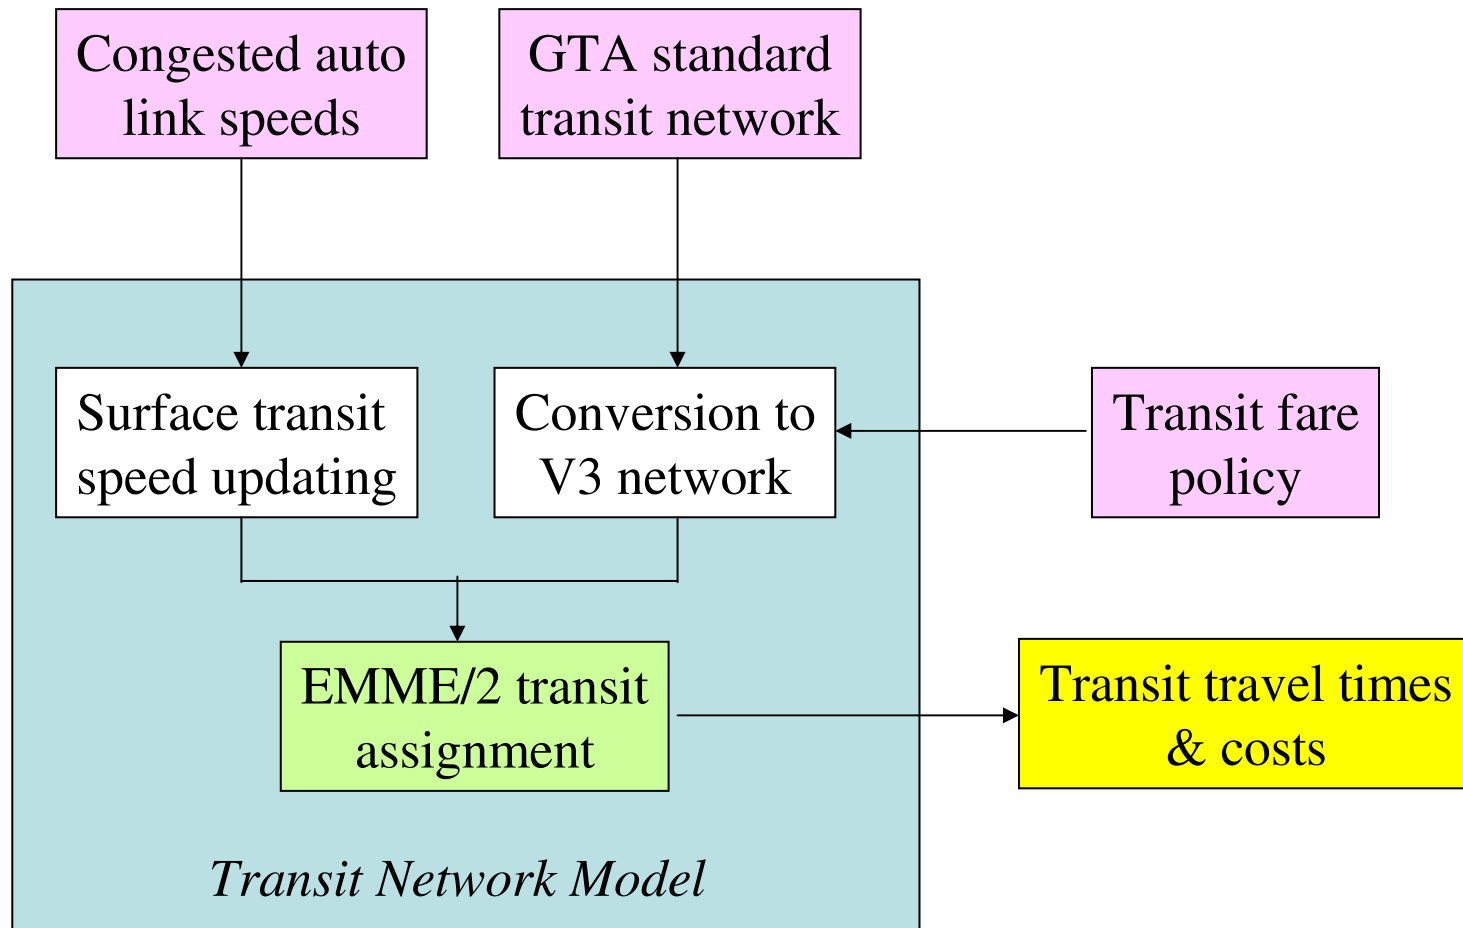 Congested auto
link speeds
GTA standard
transit network
Surface transit
speed updating
Conversion to
V3 network
Transit fare
policy
EMME/2 transit
assignment
Transit travel times
& costs
Transit Network Model